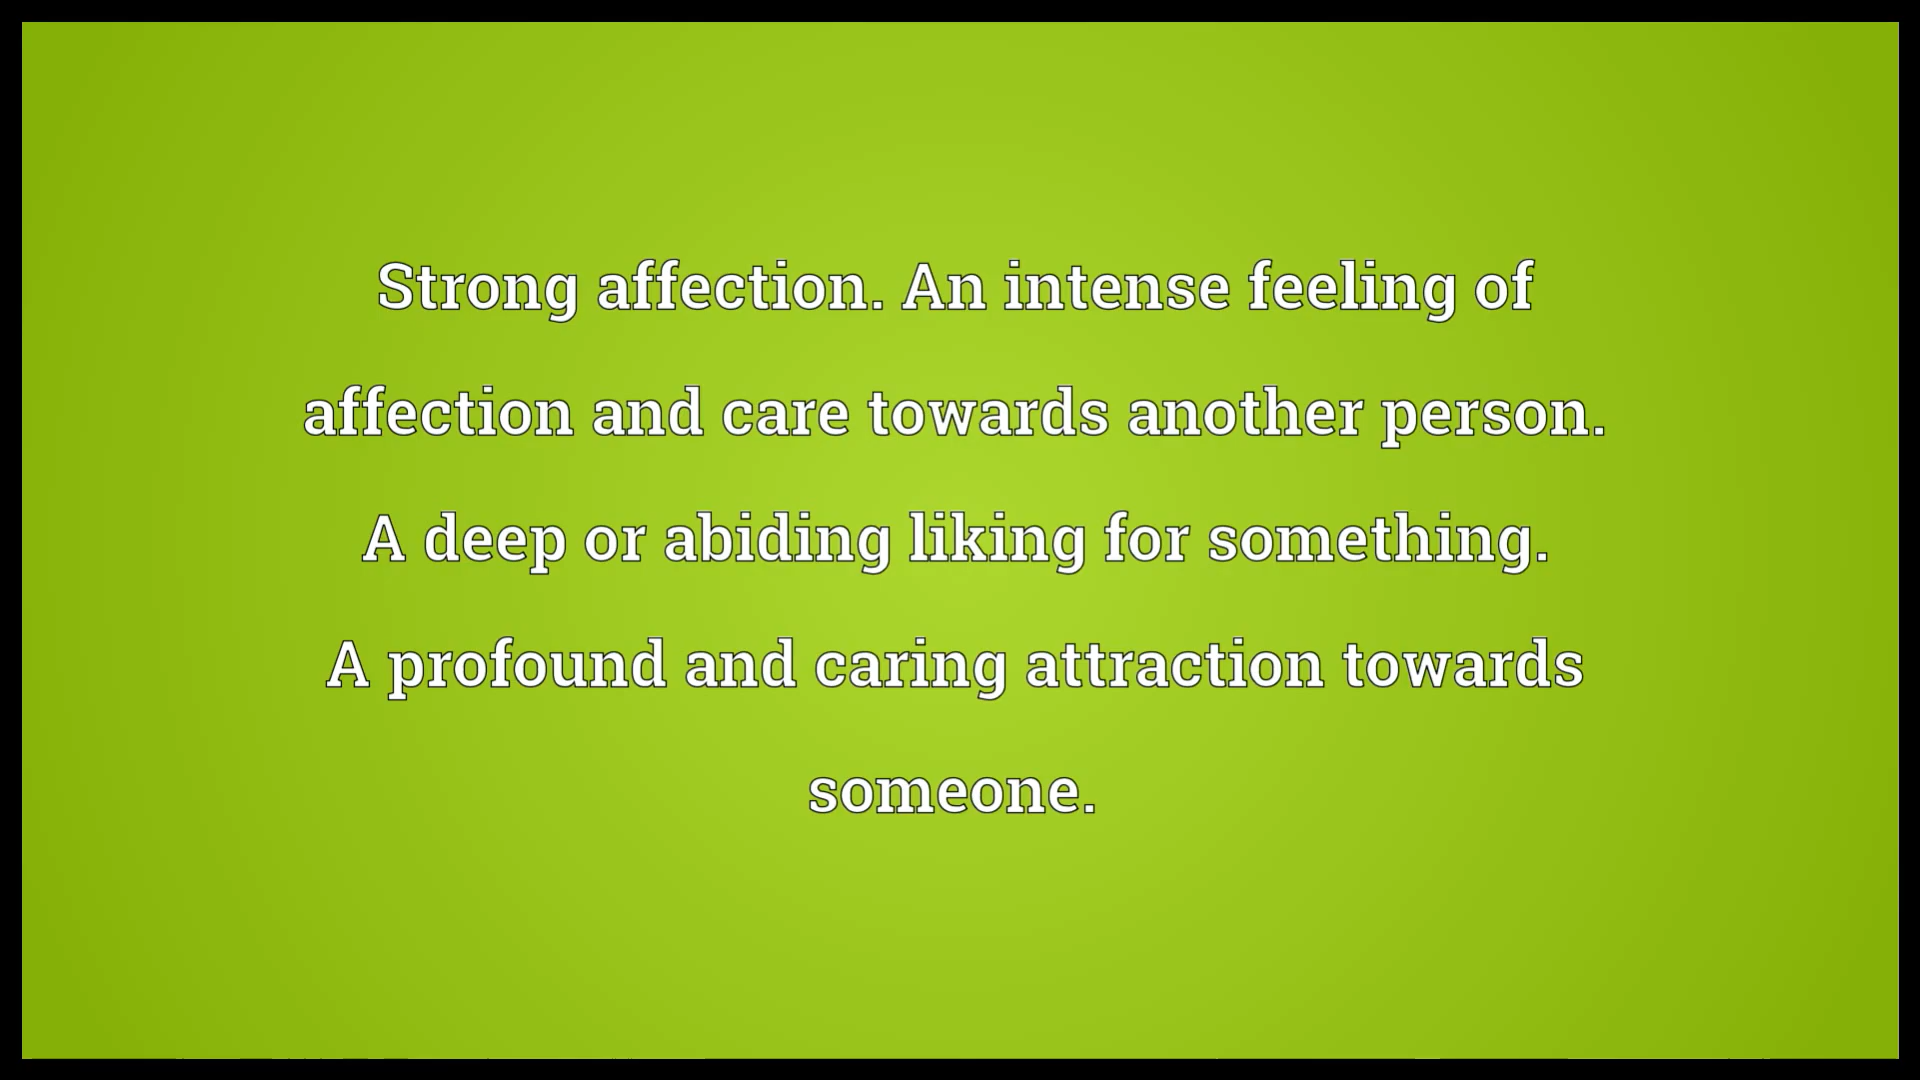 Strong affection. An intense feeling of
affection and care towards another person.
A deep or abiding liking for something.
A profound and caring attraction towards
someone.